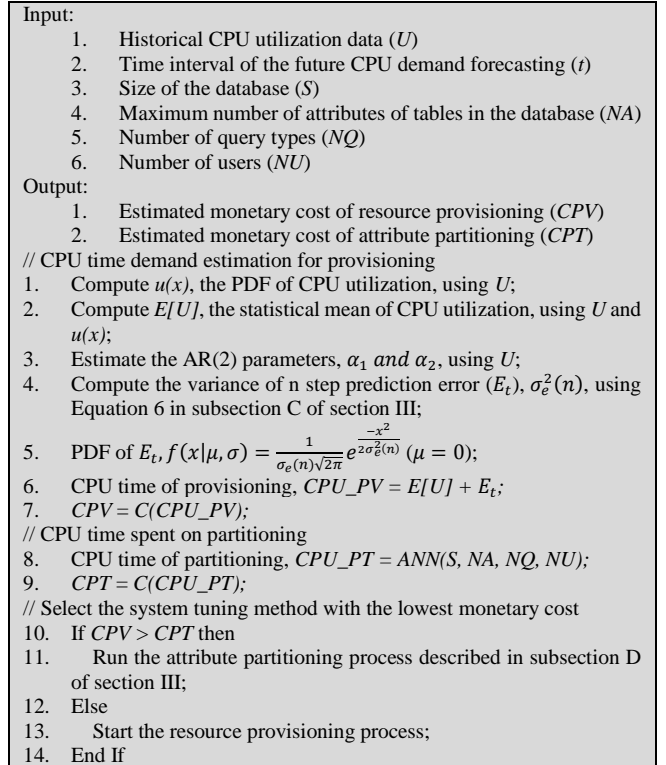 Input:
1. Historical CPU utilization data (U)
2. Time interval of the future CPU demand forecasting (t)
3. Size of the database (S)
4. Maximum number of attributes of tables in the database (NA)
5. Number of query types (NQ)
6. Number of users (NU)
Output:
1. Estimated monetary cost of resource provisioning (CPV)
2. Estimated monetary cost of attribute partitioning (CPT)
// CPU time demand estimation for provisioning
1. Compute u(x), the PDF of CPU utilization, using U;
2. Compute E[U], the statistical mean of CPU utilization, using U and
u(x);
3. Estimate the AR(2) parameters, α₁ and α₂, using U;
4. Compute the variance of n step prediction error (Eₜ), σₑ²(n), using
Equation 6 in subsection C of section III;
5. PDF of Eₜ, f(x|μ, σ) = 1/(σₑ(n)√2π) e^(−x²/2σₑ²(n)) (μ = 0);
6. CPU time of provisioning, CPU_PV = E[U] + Eₜ;
7. CPV = C(CPU_PV);
// CPU time spent on partitioning
8. CPU time of partitioning, CPU_PT = ANN(S, NA, NQ, NU);
9. CPT = C(CPU_PT);
// Select the system tuning method with the lowest monetary cost
10. If CPV > CPT then
11. Run the attribute partitioning process described in subsection D
of section III;
12. Else
13. Start the resource provisioning process;
14. End If